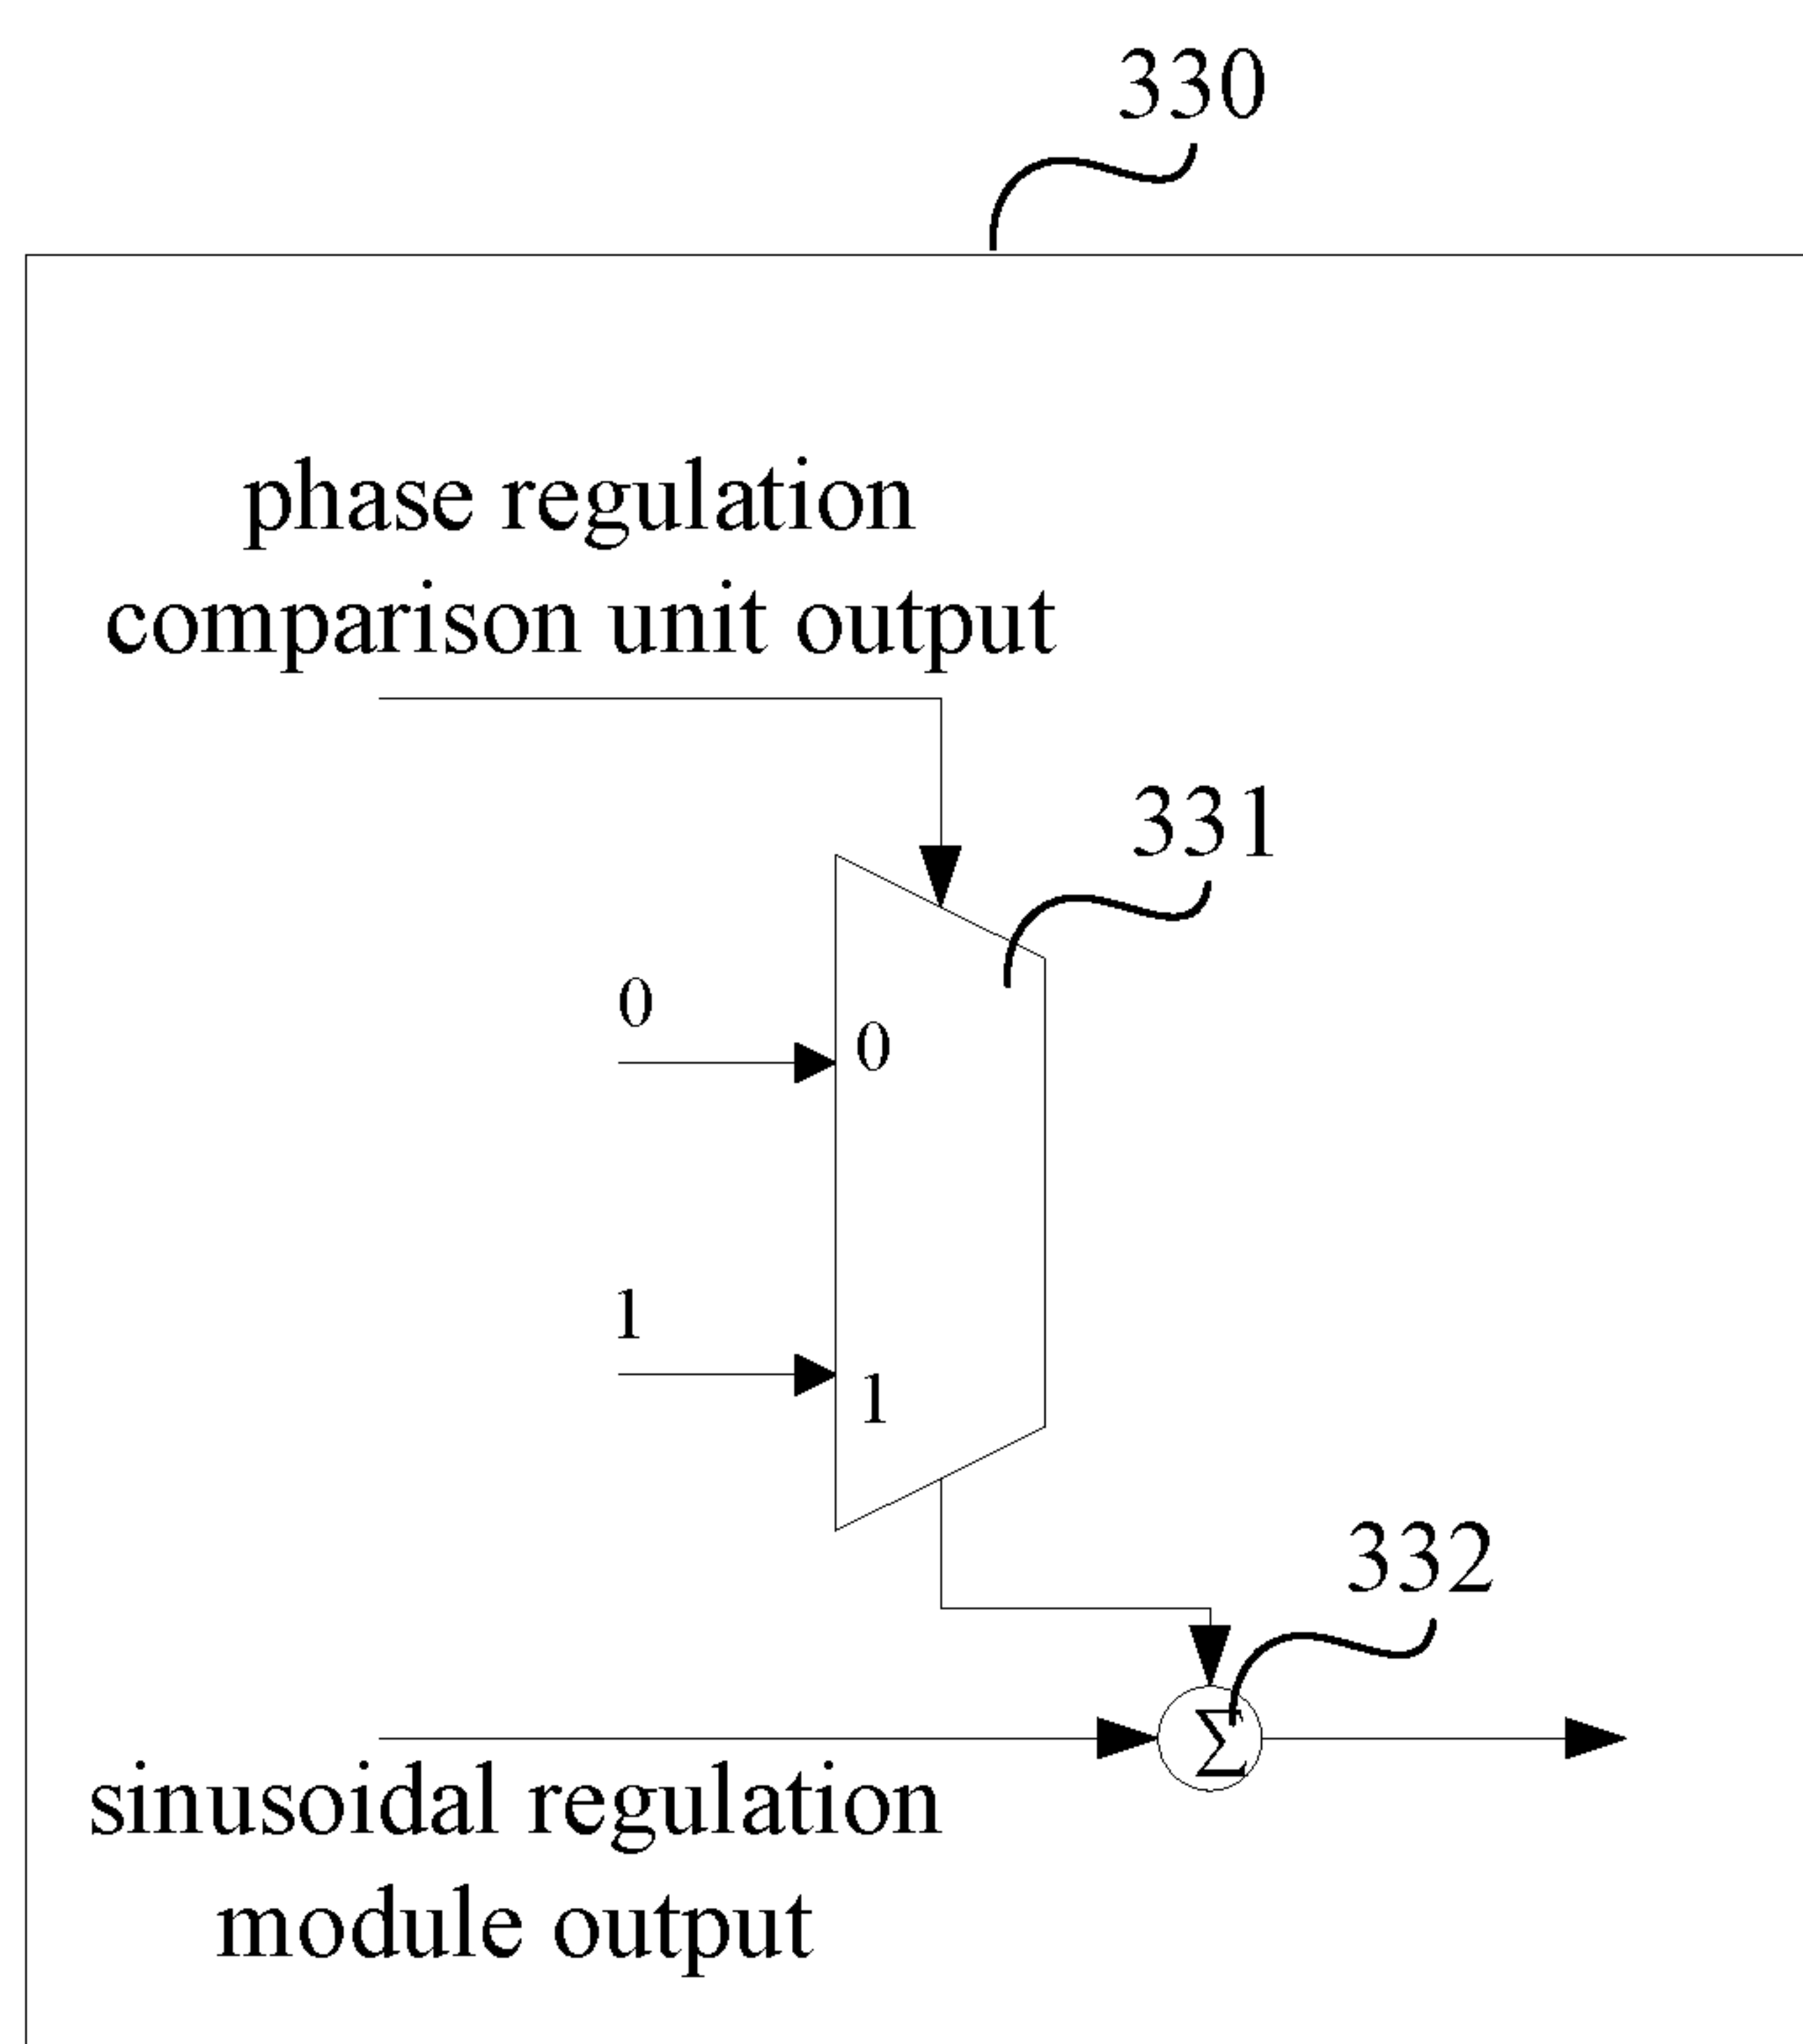 330
phase regulation
comparison unit output
331
0
0
1
1
332
Σ
sinusoidal regulation
module output